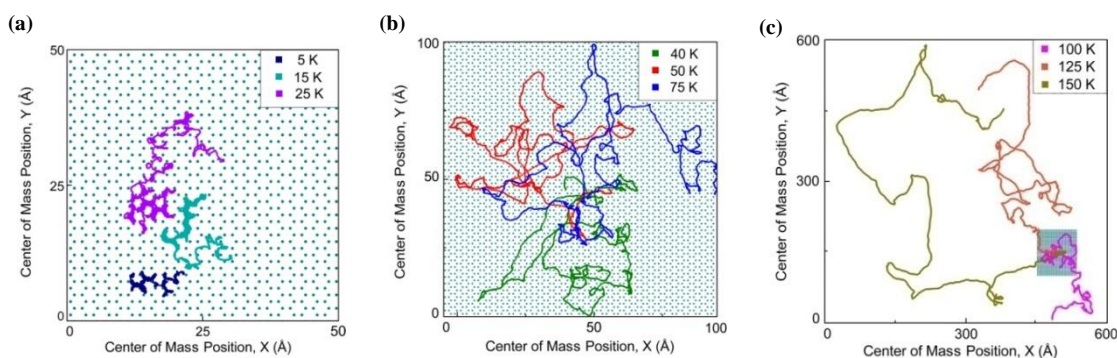 (a)
50
5 K
15 K
25 K
25
0
0
25
50
Center of Mass Position, Y (Å)
Center of Mass Position, X (Å)
(b)
100
40 K
50 K
75 K
50
0
0
50
100
Center of Mass Position, Y (Å)
Center of Mass Position, X (Å)
(c)
600
100 K
125 K
150 K
300
0
0
300
600
Center of Mass Position, Y (Å)
Center of Mass Position, X (Å)